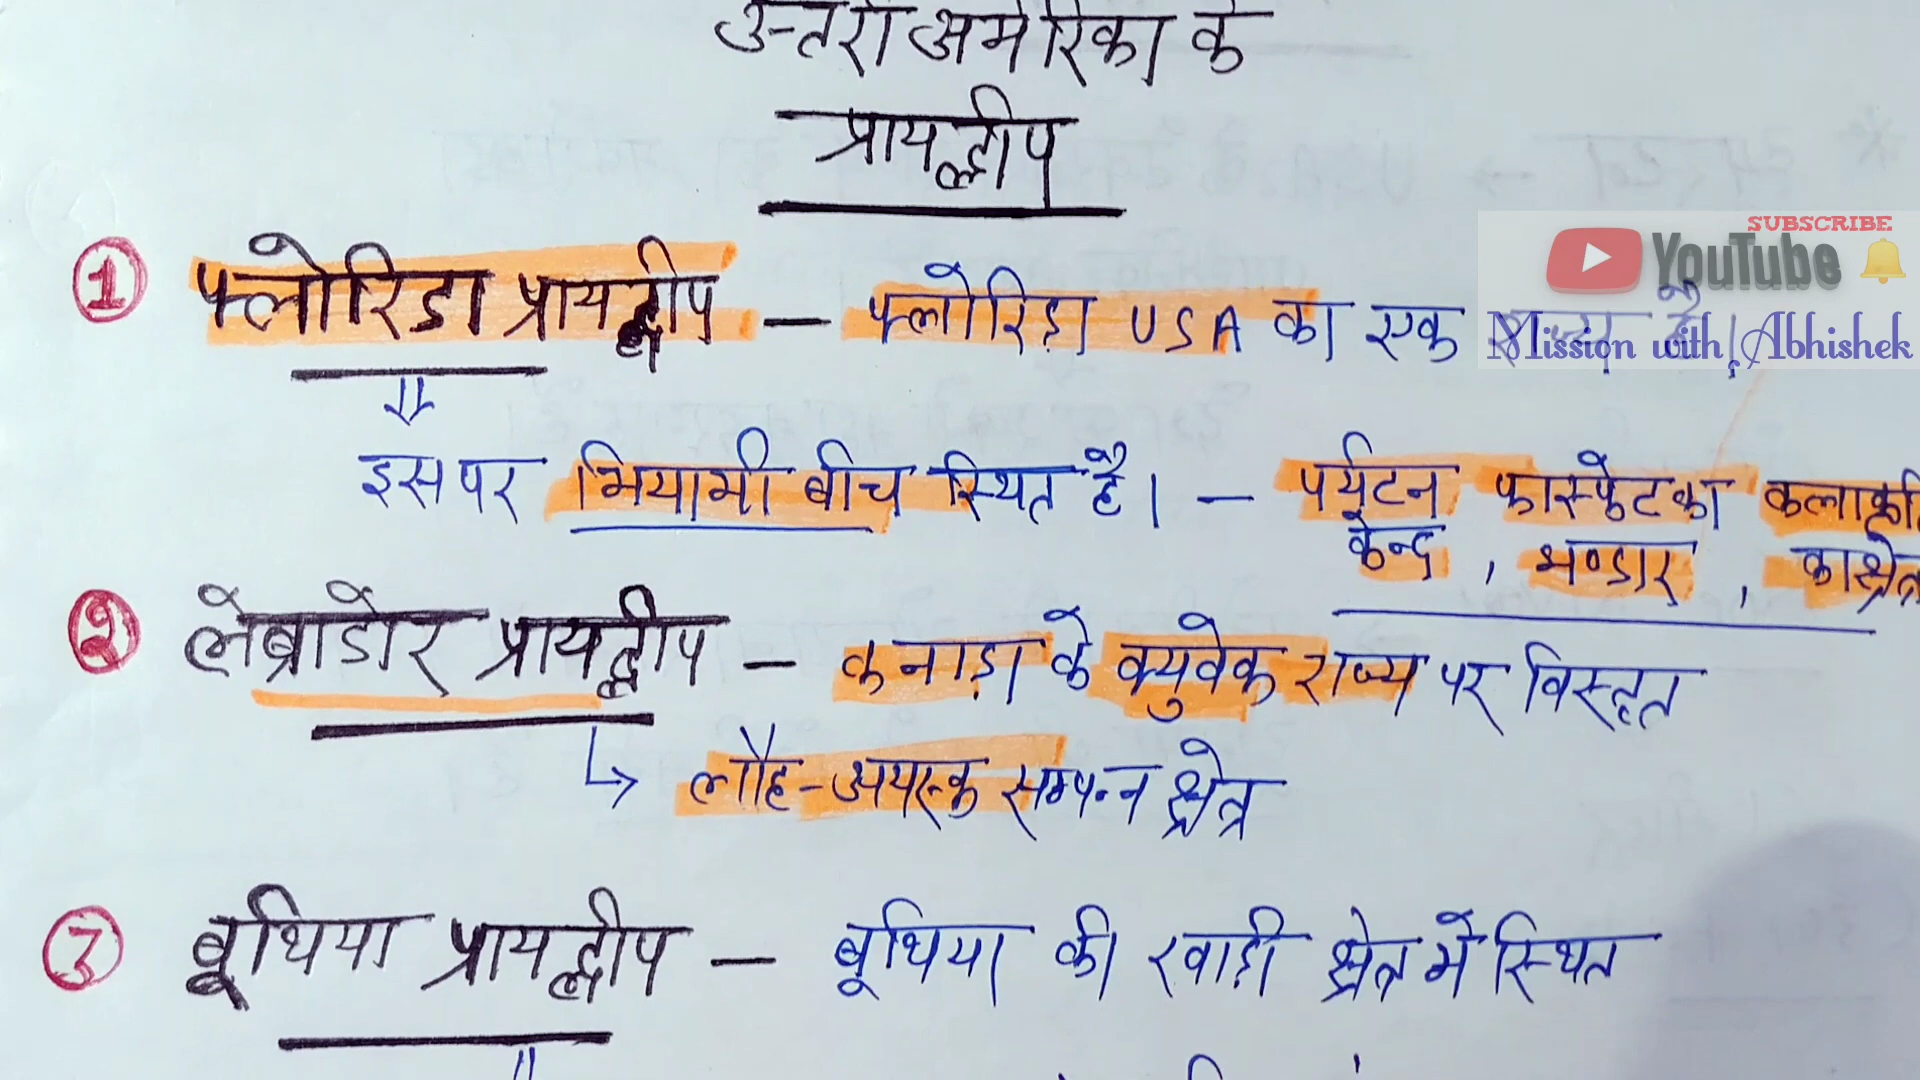 उत्तरी अमेरिका के
प्रायद्वीप
SUBSCRIBE
YouTube
Mission with Abhishek
① फ्लोरिडा प्रायद्वीप — फ्लोरिडा USA का एक राज्य है।
इस पर मियामी बीच स्थित है। — पर्यटन फास्फेट का
केन्द्र , भण्डार ,
② लेब्राडोर प्रायद्वीप — कनाडा के क्युवेक राज्य पर विस्तृत
↳ लौह-अयस्क सम्पन्न क्षेत्र
③ बूथिया प्रायद्वीप — बूथिया की खाड़ी क्षेत्र में स्थित